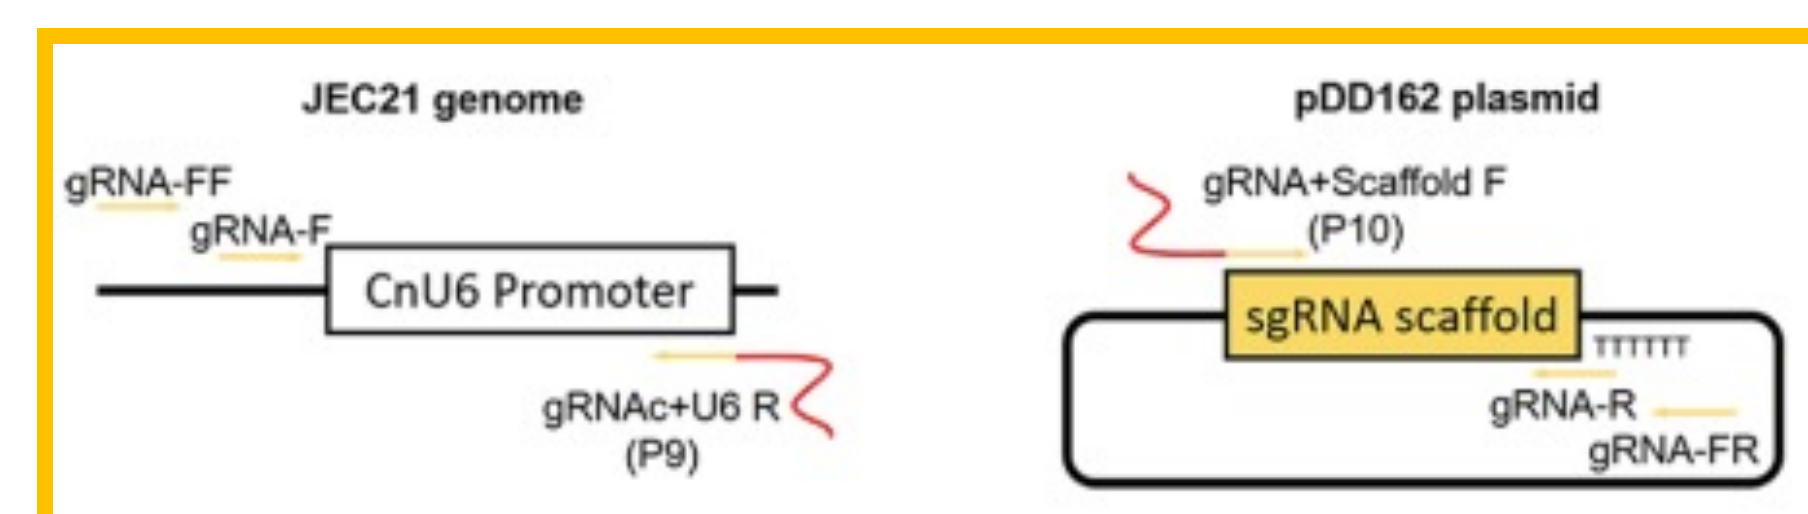 JEC21 genome
gRNA-FF
gRNA-F
CnU6 Promoter
gRNAc+U6 R
(P9)
pDD162 plasmid
gRNA+Scaffold F
(P10)
sgRNA scaffold
TTTTTT
gRNA-R
gRNA-FR